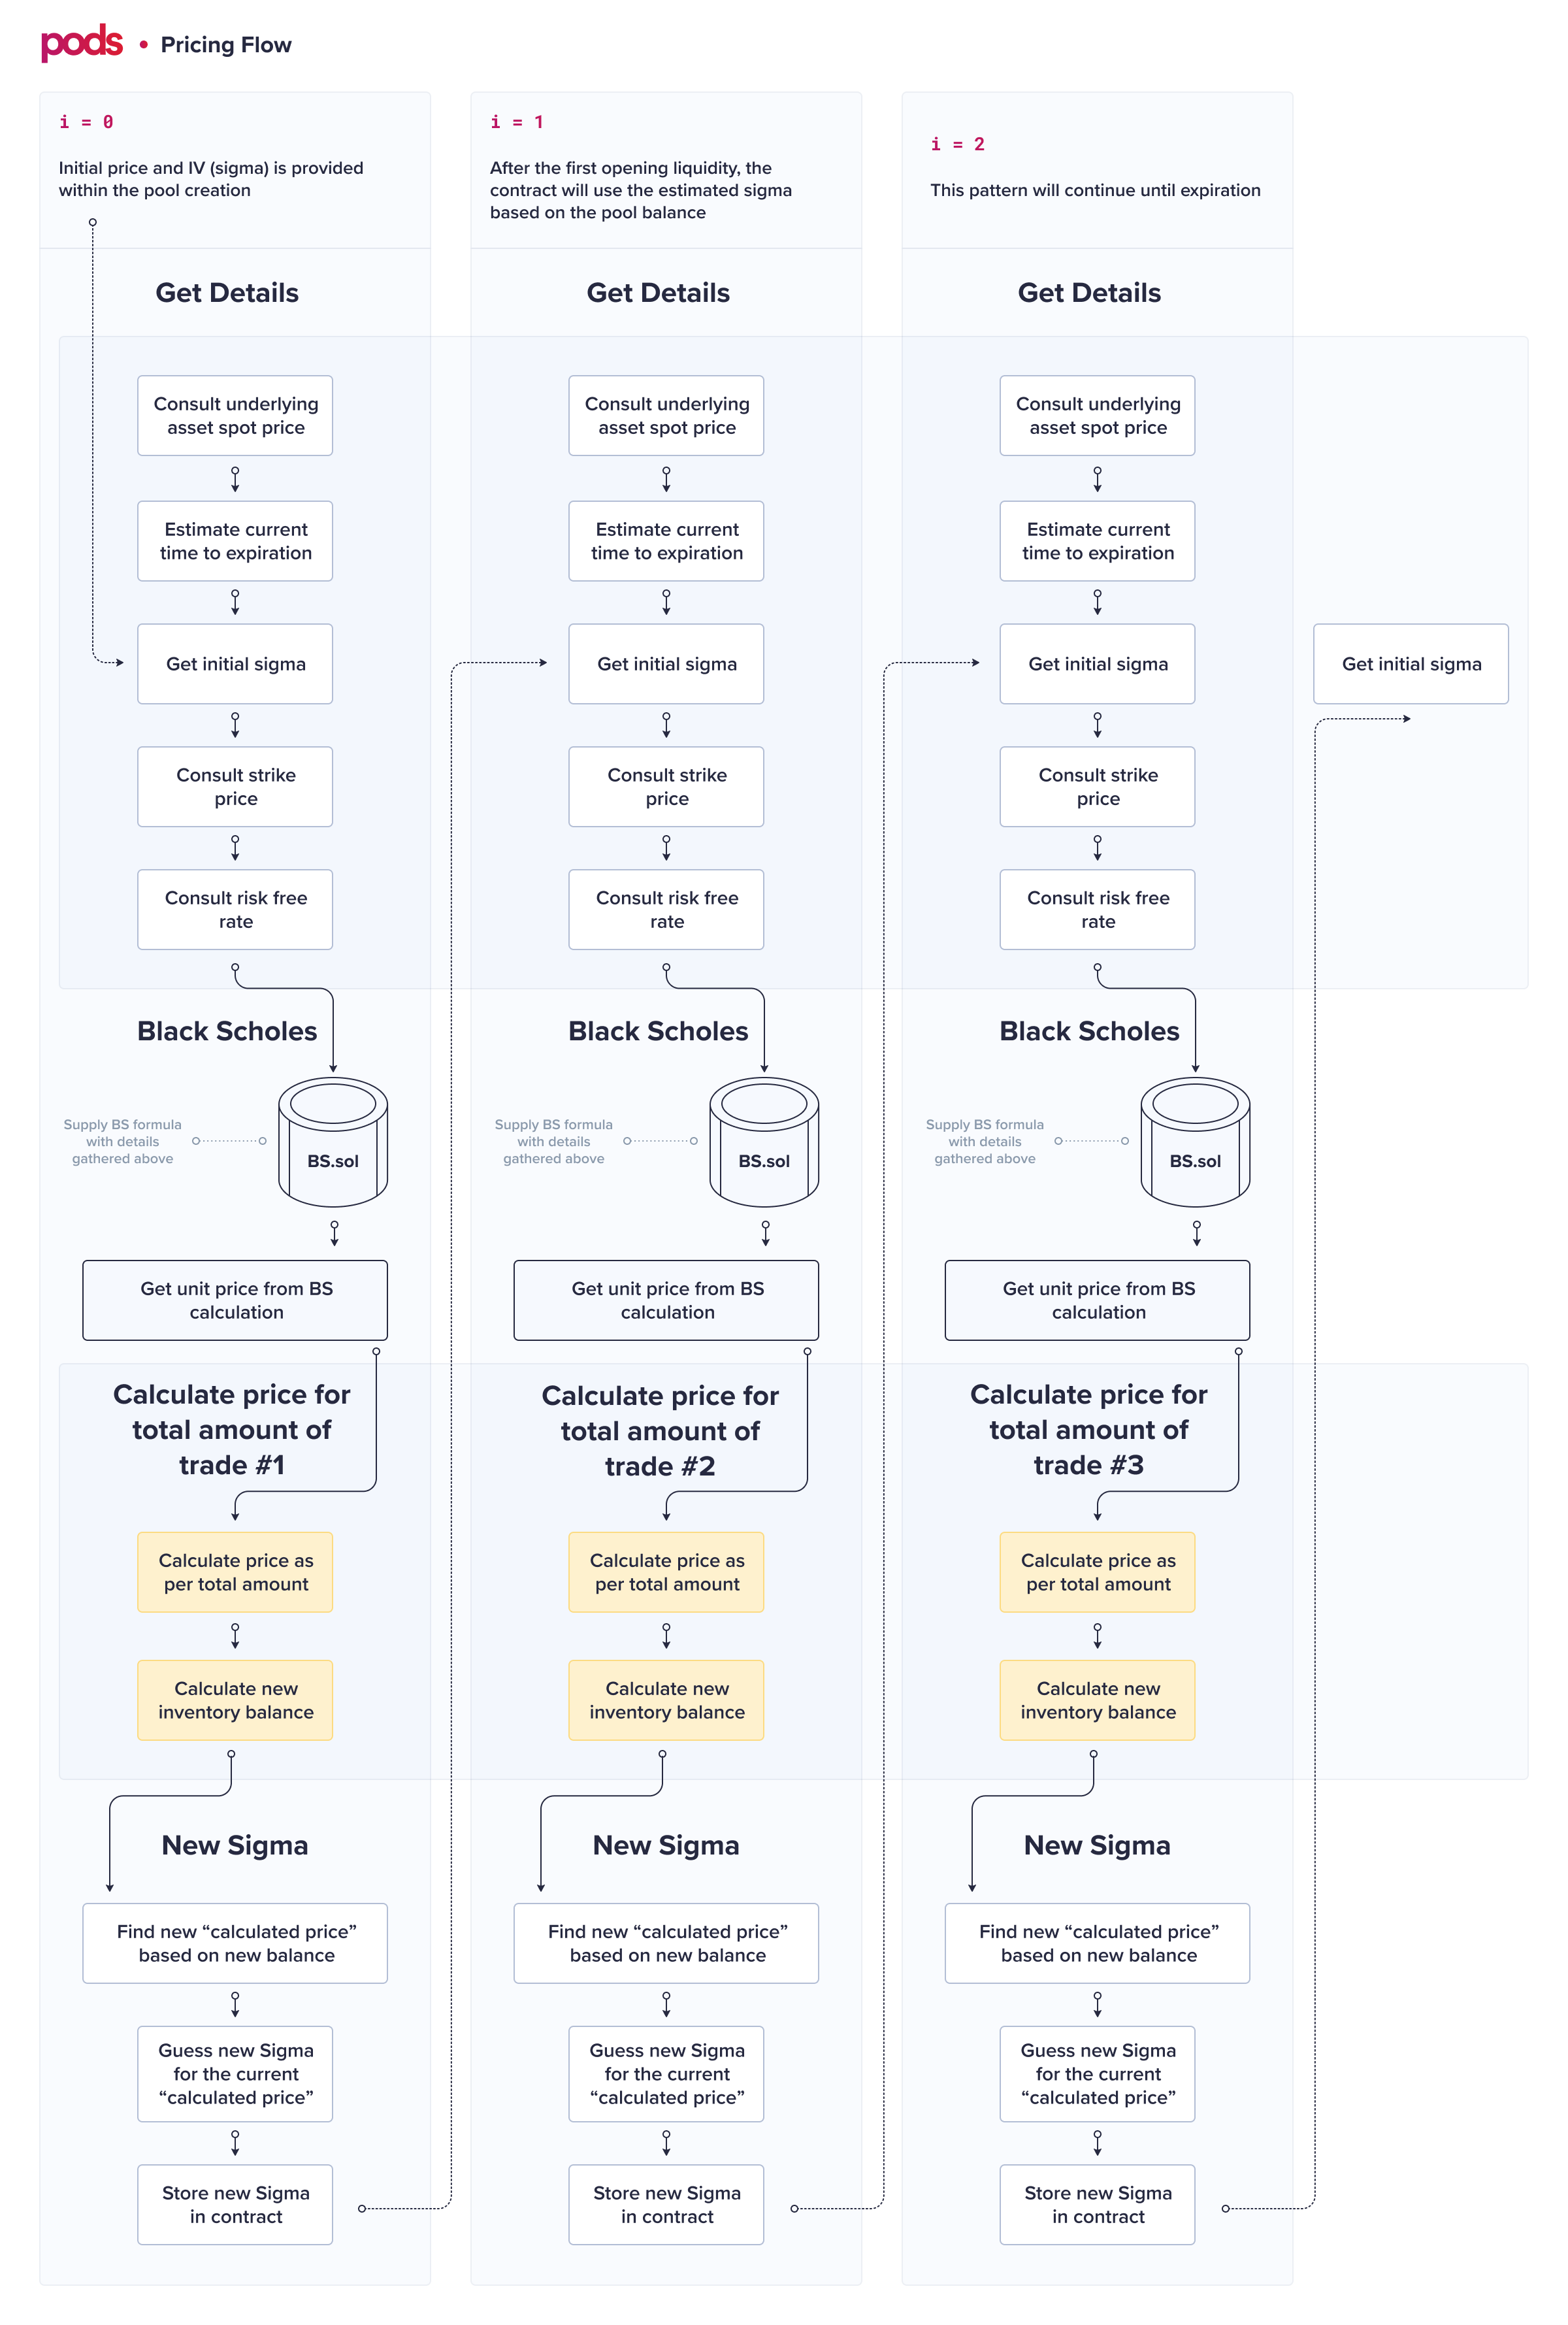 pods • Pricing Flow
i = 0
Initial price and IV (sigma) is provided
within the pool creation
Get Details
Consult underlying
asset spot price
Estimate current
time to expiration
Get initial sigma
Consult strike
price
Consult risk free
rate
Black Scholes
Supply BS formula
with details
gathered above
BS.sol
Get unit price from BS
calculation
Calculate price for
total amount of
trade #1
Calculate price as
per total amount
Calculate new
inventory balance
New Sigma
Find new “calculated price”
based on new balance
Guess new Sigma
for the current
“calculated price”
Store new Sigma
in contract
i = 1
After the first opening liquidity, the
contract will use the estimated sigma
based on the pool balance
Get Details
Consult underlying
asset spot price
Estimate current
time to expiration
Get initial sigma
Consult strike
price
Consult risk free
rate
Black Scholes
Supply BS formula
with details
gathered above
BS.sol
Get unit price from BS
calculation
Calculate price for
total amount of
trade #2
Calculate price as
per total amount
Calculate new
inventory balance
New Sigma
Find new “calculated price”
based on new balance
Guess new Sigma
for the current
“calculated price”
Store new Sigma
in contract
i = 2
This pattern will continue until expiration
Get Details
Consult underlying
asset spot price
Estimate current
time to expiration
Get initial sigma
Consult strike
price
Consult risk free
rate
Black Scholes
Supply BS formula
with details
gathered above
BS.sol
Get unit price from BS
calculation
Calculate price for
total amount of
trade #3
Calculate price as
per total amount
Calculate new
inventory balance
New Sigma
Find new “calculated price”
based on new balance
Guess new Sigma
for the current
“calculated price”
Store new Sigma
in contract
Get initial sigma